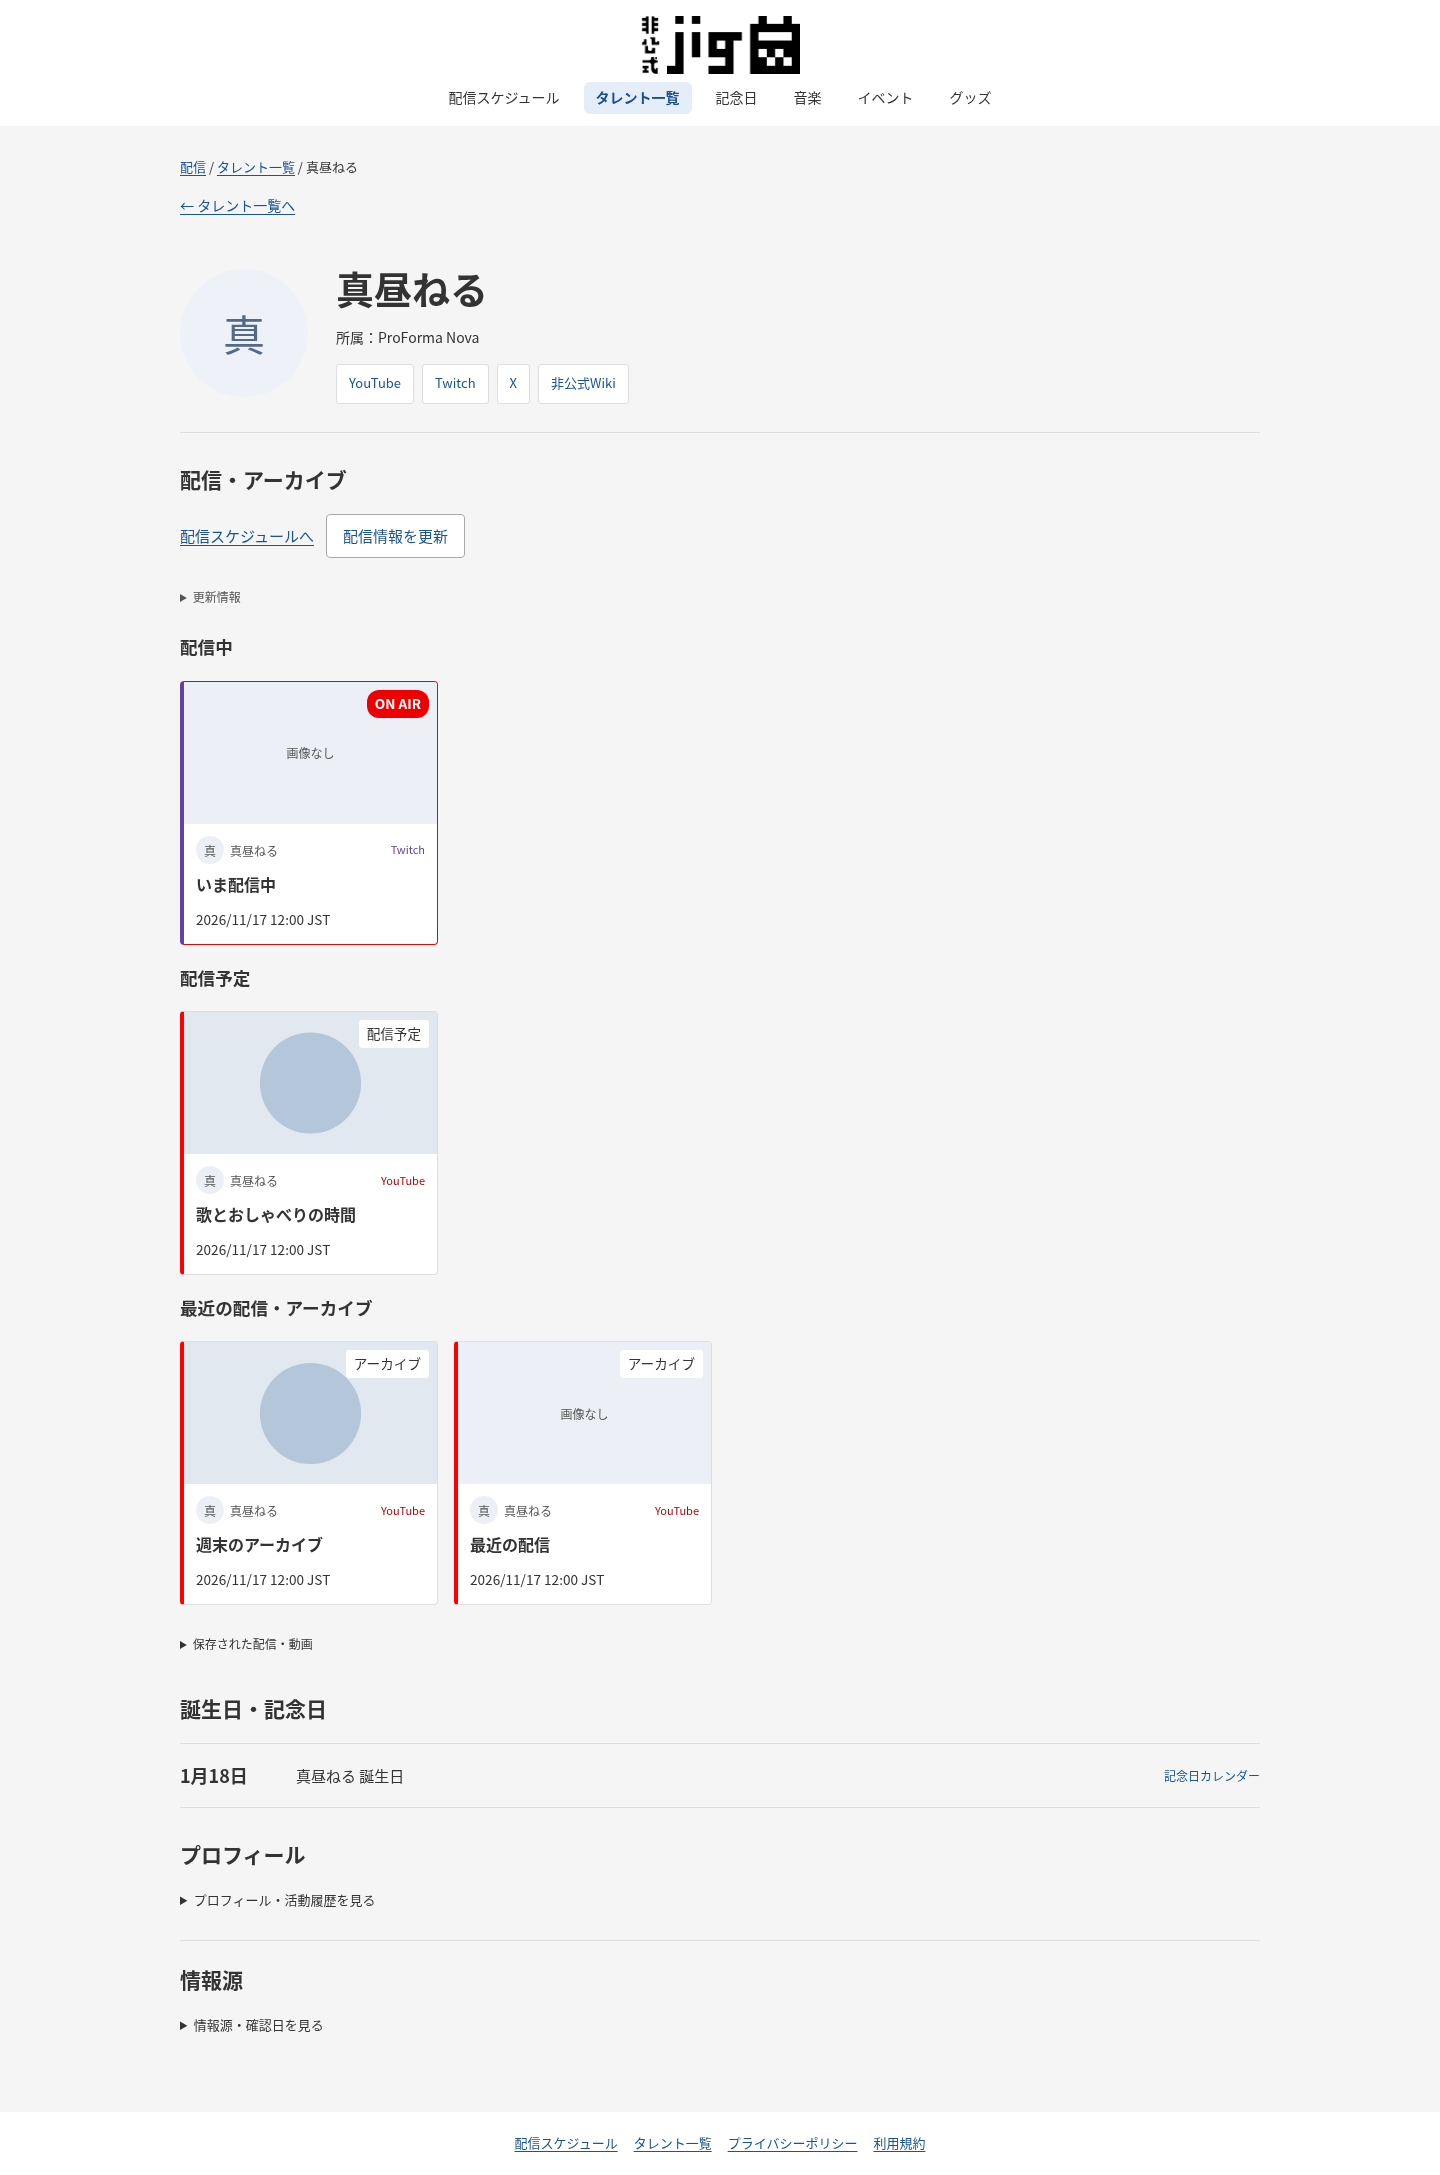 非公式 jig曲
配信スケジュール タレント一覧 記念日 音楽 イベント グッズ
配信 / タレント一覧 / 真昼ねる
← タレント一覧へ
真
真昼ねる
所属：ProForma Nova
YouTube Twitch X 非公式Wiki
配信・アーカイブ
配信スケジュールへ 配信情報を更新
▶ 更新情報
配信中
ON AIR
画像なし
真 真昼ねる Twitch
いま配信中
2026/11/17 12:00 JST
配信予定
配信予定
真 真昼ねる YouTube
歌とおしゃべりの時間
2026/11/17 12:00 JST
最近の配信・アーカイブ
アーカイブ
真 真昼ねる YouTube
週末のアーカイブ
2026/11/17 12:00 JST
アーカイブ
画像なし
真 真昼ねる YouTube
最近の配信
2026/11/17 12:00 JST
▶ 保存された配信・動画
誕生日・記念日
1月18日 真昼ねる 誕生日 記念日カレンダー
プロフィール
▶ プロフィール・活動履歴を見る
情報源
▶ 情報源・確認日を見る
配信スケジュール タレント一覧 プライバシーポリシー 利用規約